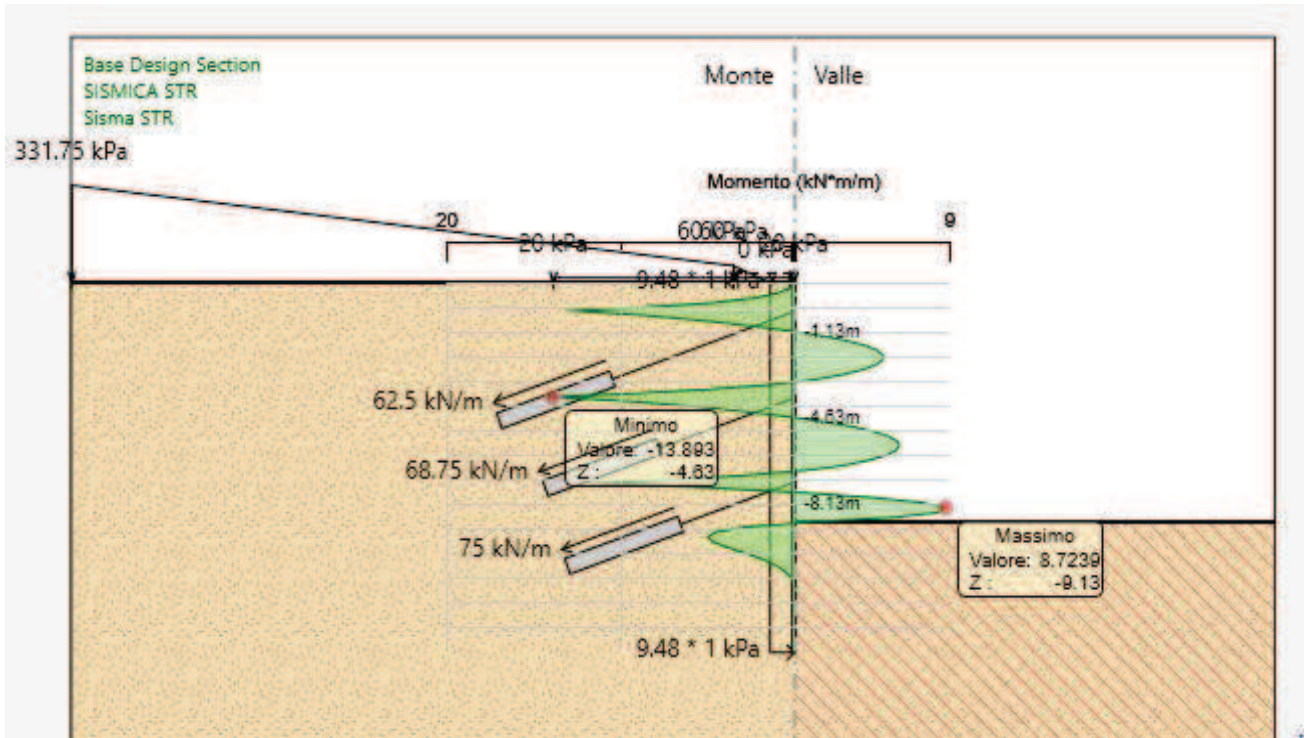 Base Design Section
SISMICA STR
Sisma STR
Monte
Valle
331.75 kPa
Momento (kN*m/m)
20
9
20 kPa
0 kPa
9.48 * 1 kPa
-1.13m
62.5 kN/m
-4.63m
Minimo
Valore: -13.893
Z : -4.63
68.75 kN/m
-8.13m
75 kN/m
Massimo
Valore: 8.7239
Z : -9.13
9.48 * 1 kPa